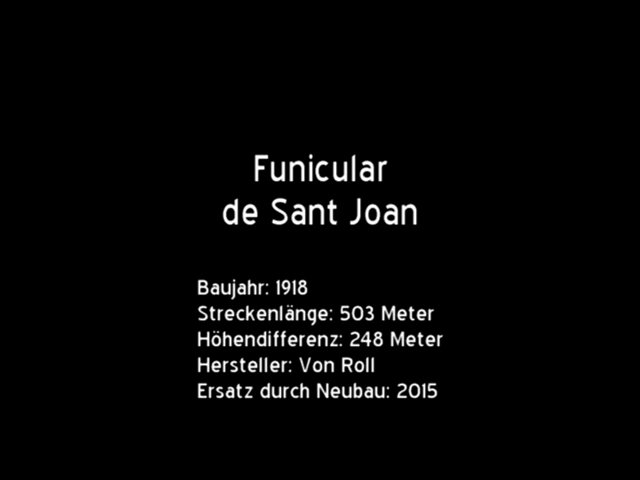 Funicular
de Sant Joan
Baujahr: 1918
Streckenlänge: 503 Meter
Höhendifferenz: 248 Meter
Hersteller: Von Roll
Ersatz durch Neubau: 2015